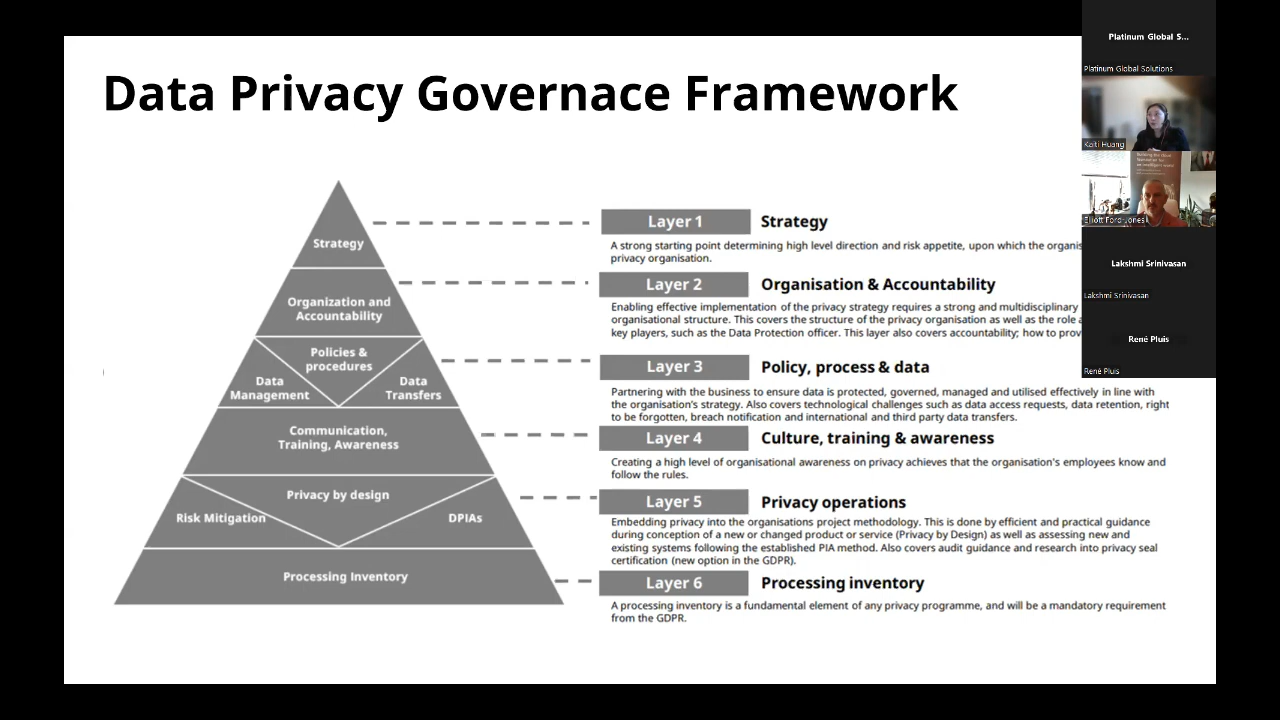 Data Privacy Governace Framework
Strategy
Organization and
Accountability
Policies &
procedures
Data
Management
Data
Transfers
Communication,
Training, Awareness
Privacy by design
Risk Mitigation
DPIAs
Processing Inventory
Layer 1 Strategy
A strong starting point determining high level direction and risk appetite, upon which the organis
privacy organisation.
Layer 2 Organisation & Accountability
Enabling effective implementation of the privacy strategy requires a strong and multidisciplinary
organisational structure. This covers the structure of the privacy organisation as well as the role a
key players, such as the Data Protection officer. This layer also covers accountability; how to prov
Layer 3 Policy, process & data
Partnering with the business to ensure data is protected, governed, managed and utilised effectively in line with
the organisation's strategy. Also covers technological challenges such as data access requests, data retention, right
to be forgotten, breach notification and international and third party data transfers.
Layer 4 Culture, training & awareness
Creating a high level of organisational awareness on privacy achieves that the organisation's employees know and
follow the rules.
Layer 5 Privacy operations
Embedding privacy into the organisations project methodology. This is done by efficient and practical guidance
during conception of a new or changed product or service (Privacy by Design) as well as assessing new and
existing systems following the established PIA method. Also covers audit guidance and research into privacy seal
certification (new option in the GDPR).
Layer 6 Processing inventory
A processing inventory is a fundamental element of any privacy programme, and will be a mandatory requirement
from the GDPR.
Platinum Global S...
Platinum Global Solutions
Kaiti Huang
Elliott Ford-Jones
Lakshmi Srinivasan
Lakshmi Srinivasan
René Pluis
René Pluis